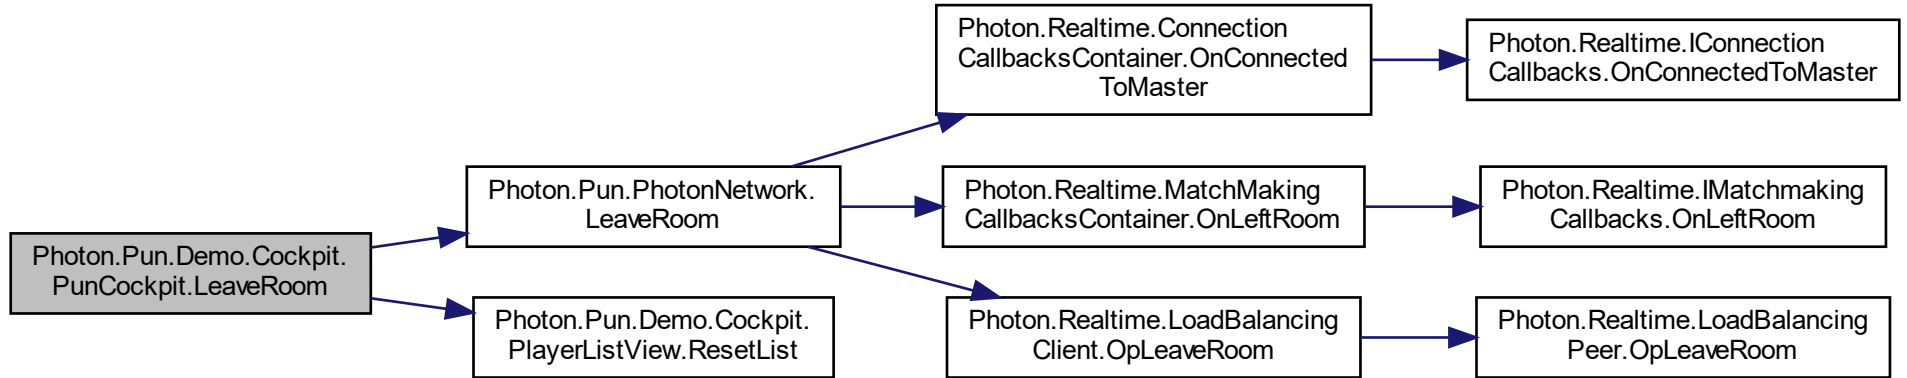 Photon.Pun.Demo.Cockpit.
PunCockpit.LeaveRoom
Photon.Pun.PhotonNetwork.
LeaveRoom
Photon.Pun.Demo.Cockpit.
PlayerListView.ResetList
Photon.Realtime.Connection
CallbacksContainer.OnConnected
ToMaster
Photon.Realtime.MatchMaking
CallbacksContainer.OnLeftRoom
Photon.Realtime.LoadBalancing
Client.OpLeaveRoom
Photon.Realtime.IConnection
Callbacks.OnConnectedToMaster
Photon.Realtime.IMatchmaking
Callbacks.OnLeftRoom
Photon.Realtime.LoadBalancing
Peer.OpLeaveRoom